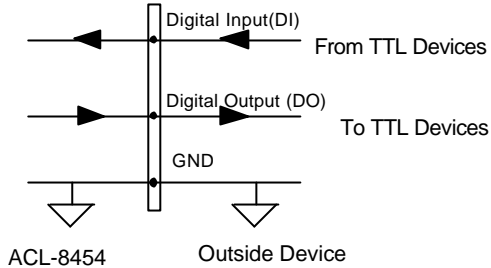 Digital Input(DI)
From TTL Devices
Digital Output (DO)
To TTL Devices
GND
ACL-8454
Outside Device